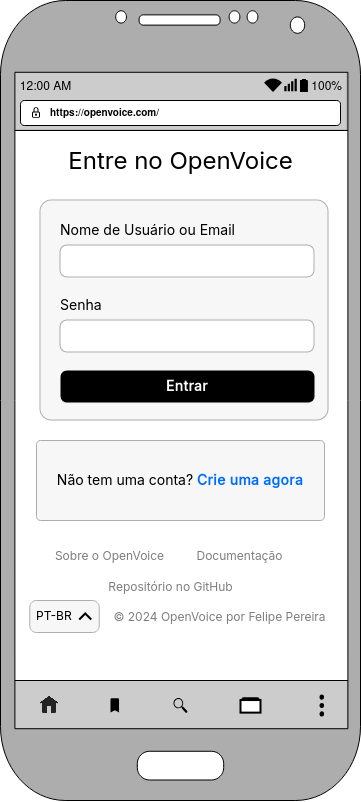 12:00 AM 100%
https://openvoice.com/
Entre no OpenVoice
Nome de Usuário ou Email
Senha
Entrar
Não tem uma conta? Crie uma agora
Sobre o OpenVoice Documentação
Repositório no GitHub
PT-BR © 2024 OpenVoice por Felipe Pereira